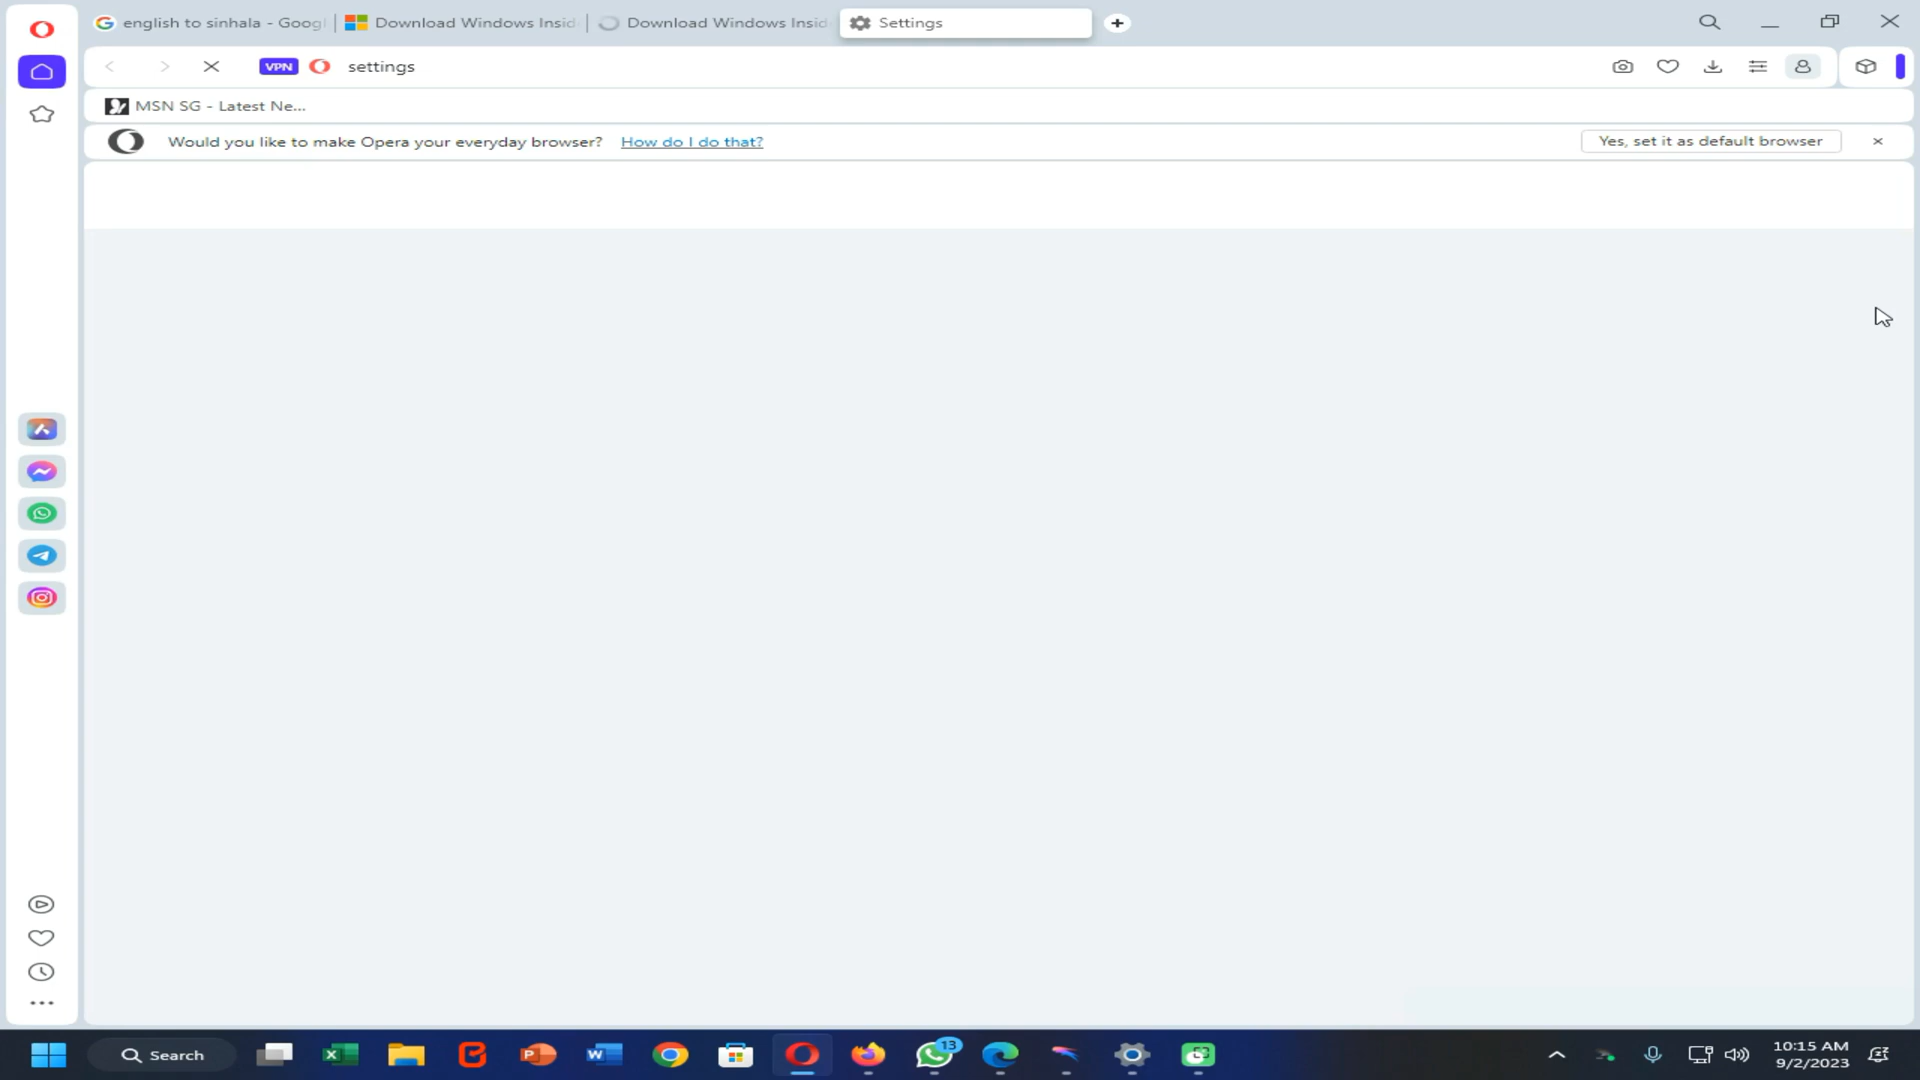 english to sinhala - Googl
Download Windows Insid
Download Windows Insid
Settings
VPN
settings
MSN SG - Latest Ne...
Would you like to make Opera your everyday browser? How do I do that?
Yes, set it as default browser
Search
13
10:15 AM
9/2/2023